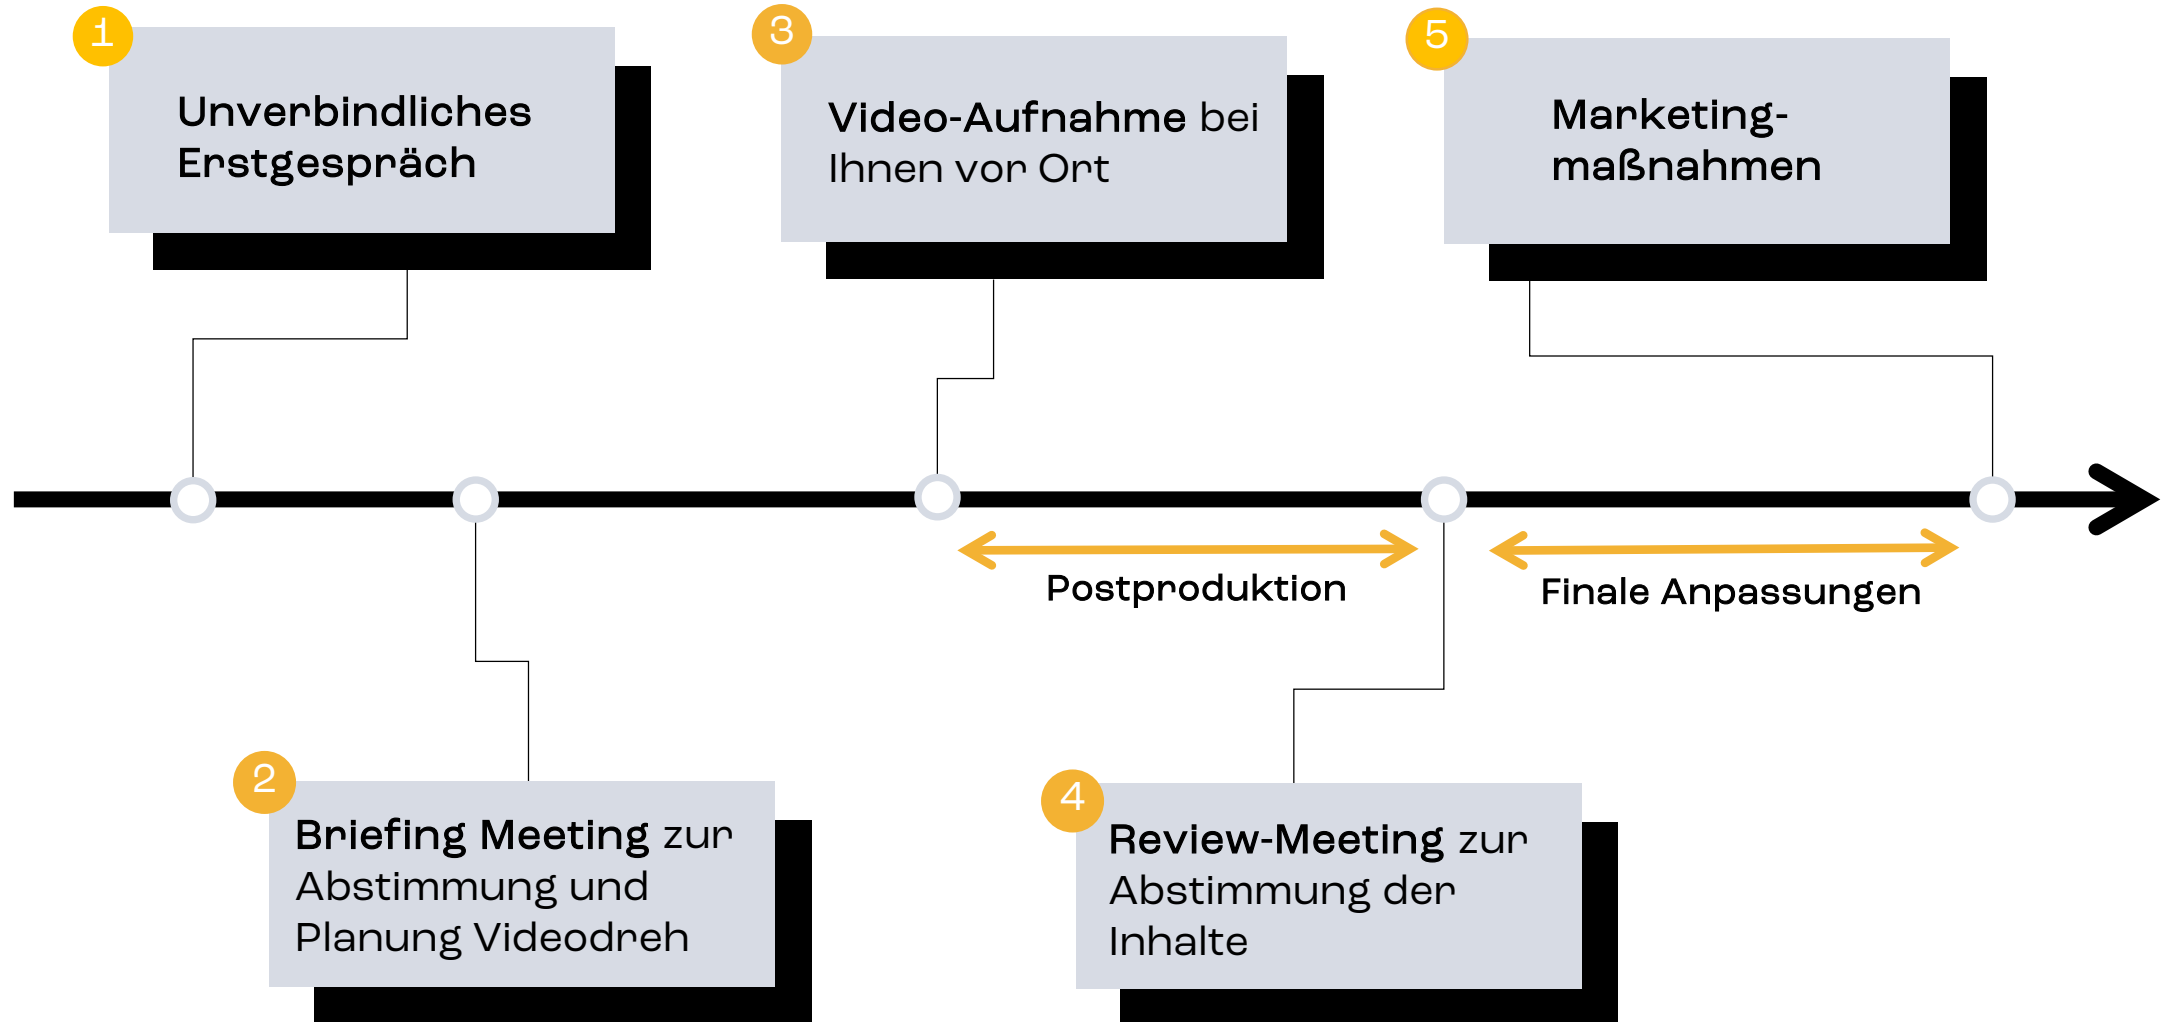 1
Unverbindliches
Erstgespräch
3
Video-Aufnahme bei
Ihnen vor Ort
5
Marketing-
maßnahmen
Postproduktion
Finale Anpassungen
2
Briefing Meeting zur
Abstimmung und
Planung Videodreh
4
Review-Meeting zur
Abstimmung der
Inhalte